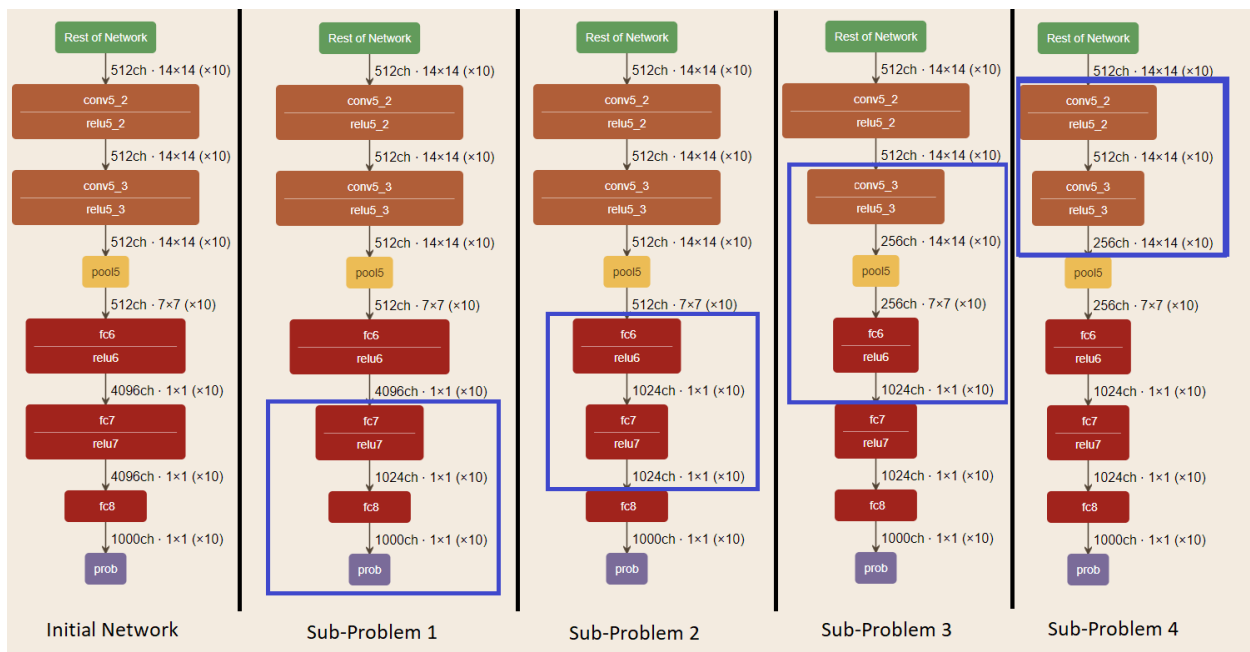 Rest of Network
512ch · 14×14 (×10)
conv5_2
relu5_2
512ch · 14×14 (×10)
conv5_3
relu5_3
512ch · 14×14 (×10)
pool5
512ch · 7×7 (×10)
fc6
relu6
4096ch · 1×1 (×10)
fc7
relu7
4096ch · 1×1 (×10)
fc8
1000ch · 1×1 (×10)
prob
Initial Network
Rest of Network
512ch · 14×14 (×10)
conv5_2
relu5_2
512ch · 14×14 (×10)
conv5_3
relu5_3
512ch · 14×14 (×10)
pool5
512ch · 7×7 (×10)
fc6
relu6
4096ch · 1×1 (×10)
fc7
relu7
1024ch · 1×1 (×10)
fc8
1000ch · 1×1 (×10)
prob
Sub-Problem 1
Rest of Network
512ch · 14×14 (×10)
conv5_2
relu5_2
512ch · 14×14 (×10)
conv5_3
relu5_3
512ch · 14×14 (×10)
pool5
512ch · 7×7 (×10)
fc6
relu6
1024ch · 1×1 (×10)
fc7
relu7
1024ch · 1×1 (×10)
fc8
1000ch · 1×1 (×10)
prob
Sub-Problem 2
Rest of Network
512ch · 14×14 (×10)
conv5_2
relu5_2
512ch · 14×14 (×10)
conv5_3
relu5_3
256ch · 14×14 (×10)
pool5
256ch · 7×7 (×10)
fc6
relu6
1024ch · 1×1 (×10)
fc7
relu7
1024ch · 1×1 (×10)
fc8
1000ch · 1×1 (×10)
prob
Sub-Problem 3
Rest of Network
512ch · 14×14 (×10)
conv5_2
relu5_2
512ch · 14×14 (×10)
conv5_3
relu5_3
256ch · 14×14 (×10)
pool5
256ch · 7×7 (×10)
fc6
relu6
1024ch · 1×1 (×10)
fc7
relu7
1024ch · 1×1 (×10)
fc8
1000ch · 1×1 (×10)
prob
Sub-Problem 4